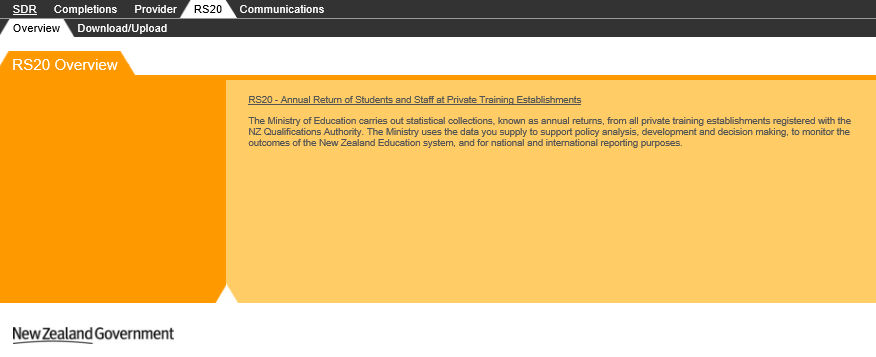 SDR Completions Provider RS20 Communications
Overview Download/Upload
RS20 Overview
RS20 - Annual Return of Students and Staff at Private Training Establishments
The Ministry of Education carries out statistical collections, known as annual returns, from all private training establishments registered with the
NZ Qualifications Authority. The Ministry uses the data you supply to support policy analysis, development and decision making, to monitor the
outcomes of the New Zealand Education system, and for national and international reporting purposes.
New Zealand Government